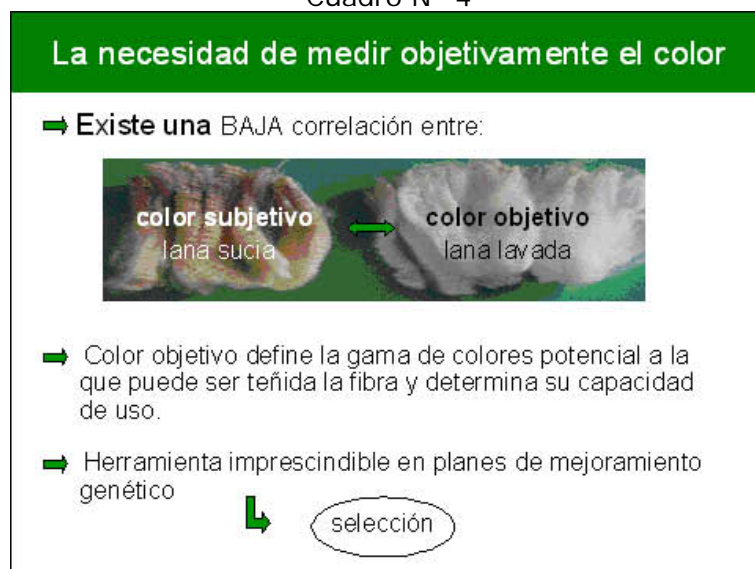 Cuadro N° 4
La necesidad de medir objetivamente el color
Existe una BAJA correlación entre:
color subjetivo
lana sucia
color objetivo
lana lavada
Color objetivo define la gama de colores potencial a la
que puede ser teñida la fibra y determina su capacidad
de uso.
Herramienta imprescindible en planes de mejoramiento
genético
selección